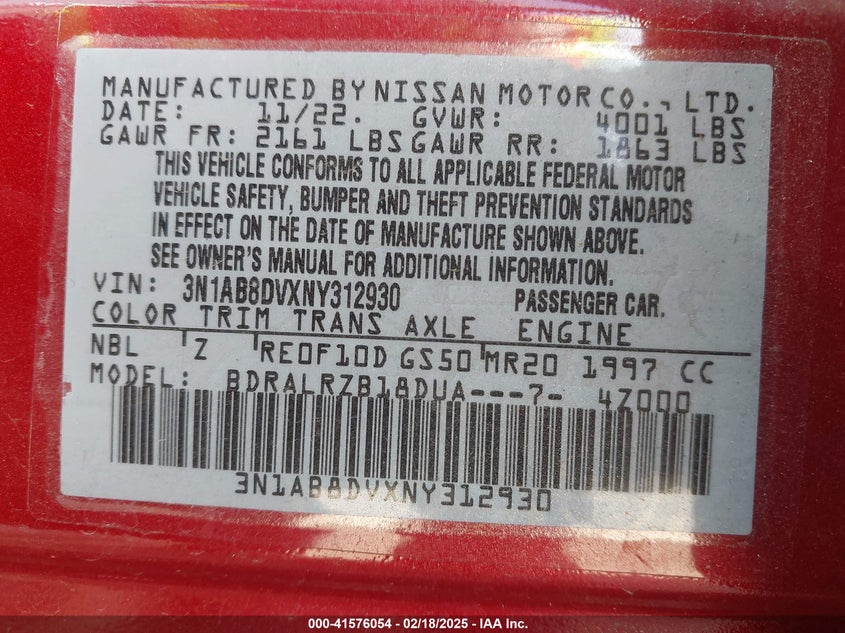 MANUFACTURED BY NISSAN MOTOR CO., LTD.
DATE: 11/22. GVWR: 4001 LBS
GAWR FR: 2161 LBS GAWR RR: 1863 LBS
THIS VEHICLE CONFORMS TO ALL APPLICABLE FEDERAL MOTOR
VEHICLE SAFETY, BUMPER AND THEFT PREVENTION STANDARDS
IN EFFECT ON THE DATE OF MANUFACTURE SHOWN ABOVE.
SEE OWNER'S MANUAL FOR ADDITIONAL INFORMATION.
VIN: 3N1AB8DVXNY312930 PASSENGER CAR.
COLOR TRIM TRANS AXLE ENGINE
NBL Z RE0F10D GS50 MR20 1997 CC
MODEL: BDRALRZB18DUA---7- 4Z000
3N1AB8DVXNY312930
000-41576054 - 02/18/2025 - IAA Inc.